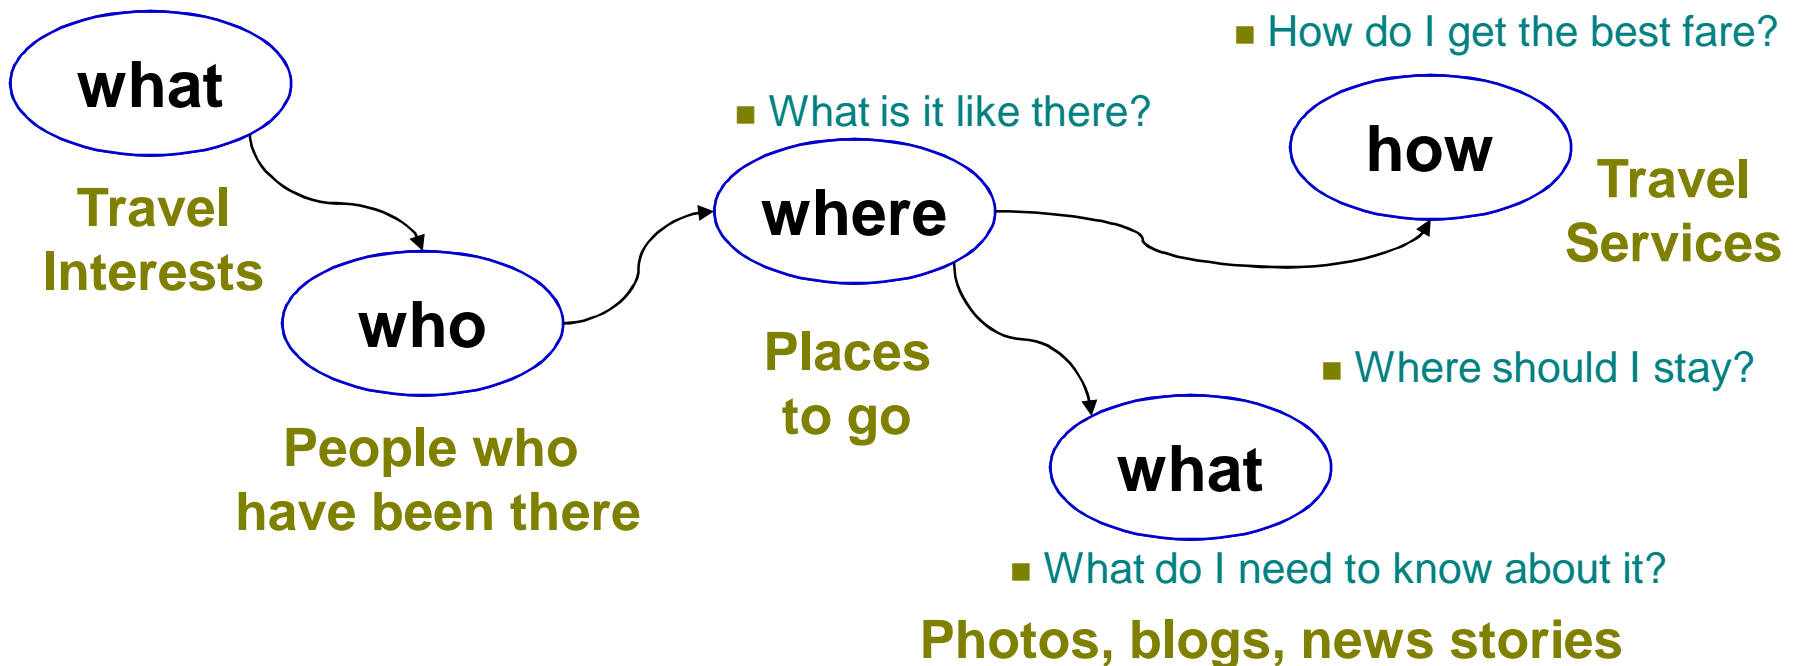 ■ How do I get the best fare?
what
■ What is it like there?
how
Travel
Interests
where
Travel
Services
who
Places
to go
■ Where should I stay?
People who
have been there
what
■ What do I need to know about it?
Photos, blogs, news stories